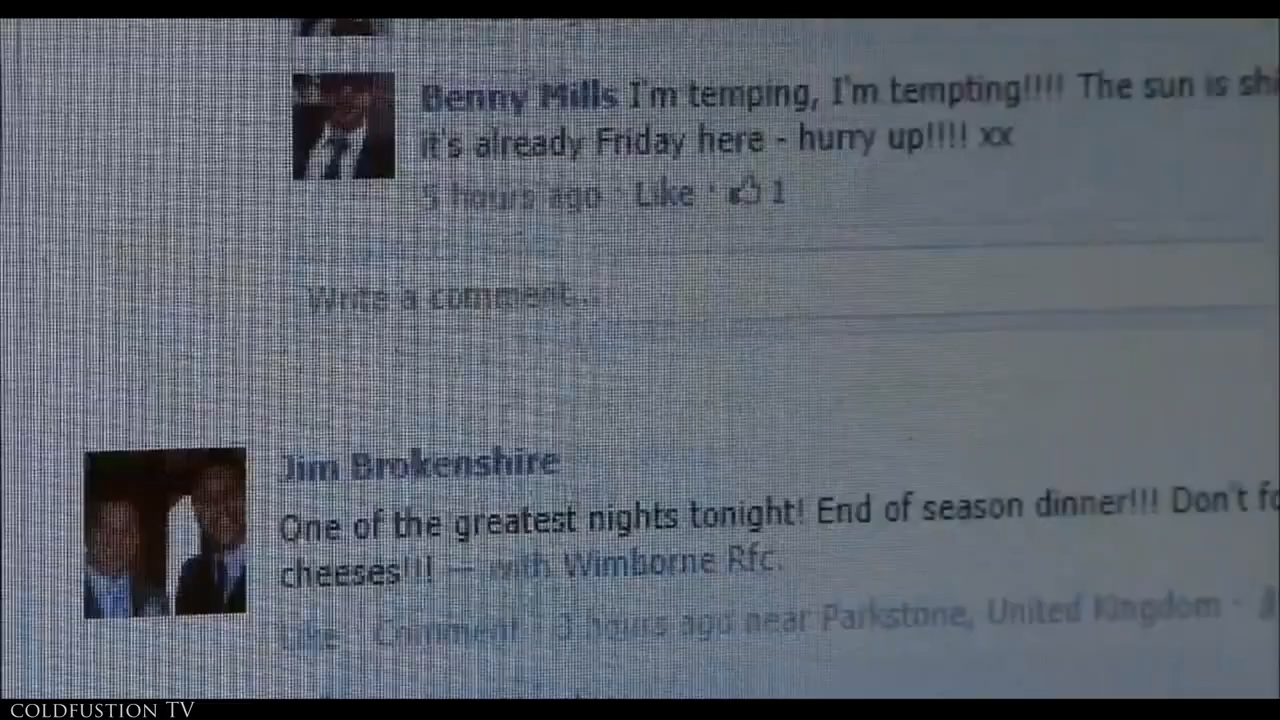 Benny Mills I'm temping, I'm tempting!!!! The sun is shi
it's already Friday here - hurry up!!!! xx
5 hours ago · Like · 1
Write a comment...
Jim Brokenshire
One of the greatest nights tonight! End of season dinner!!! Don't fo
cheeses!!! — with Wimborne Rfc.
Like · Comment · 3 hours ago near Parkstone, United Kingdom ·
COLDFUSTION TV